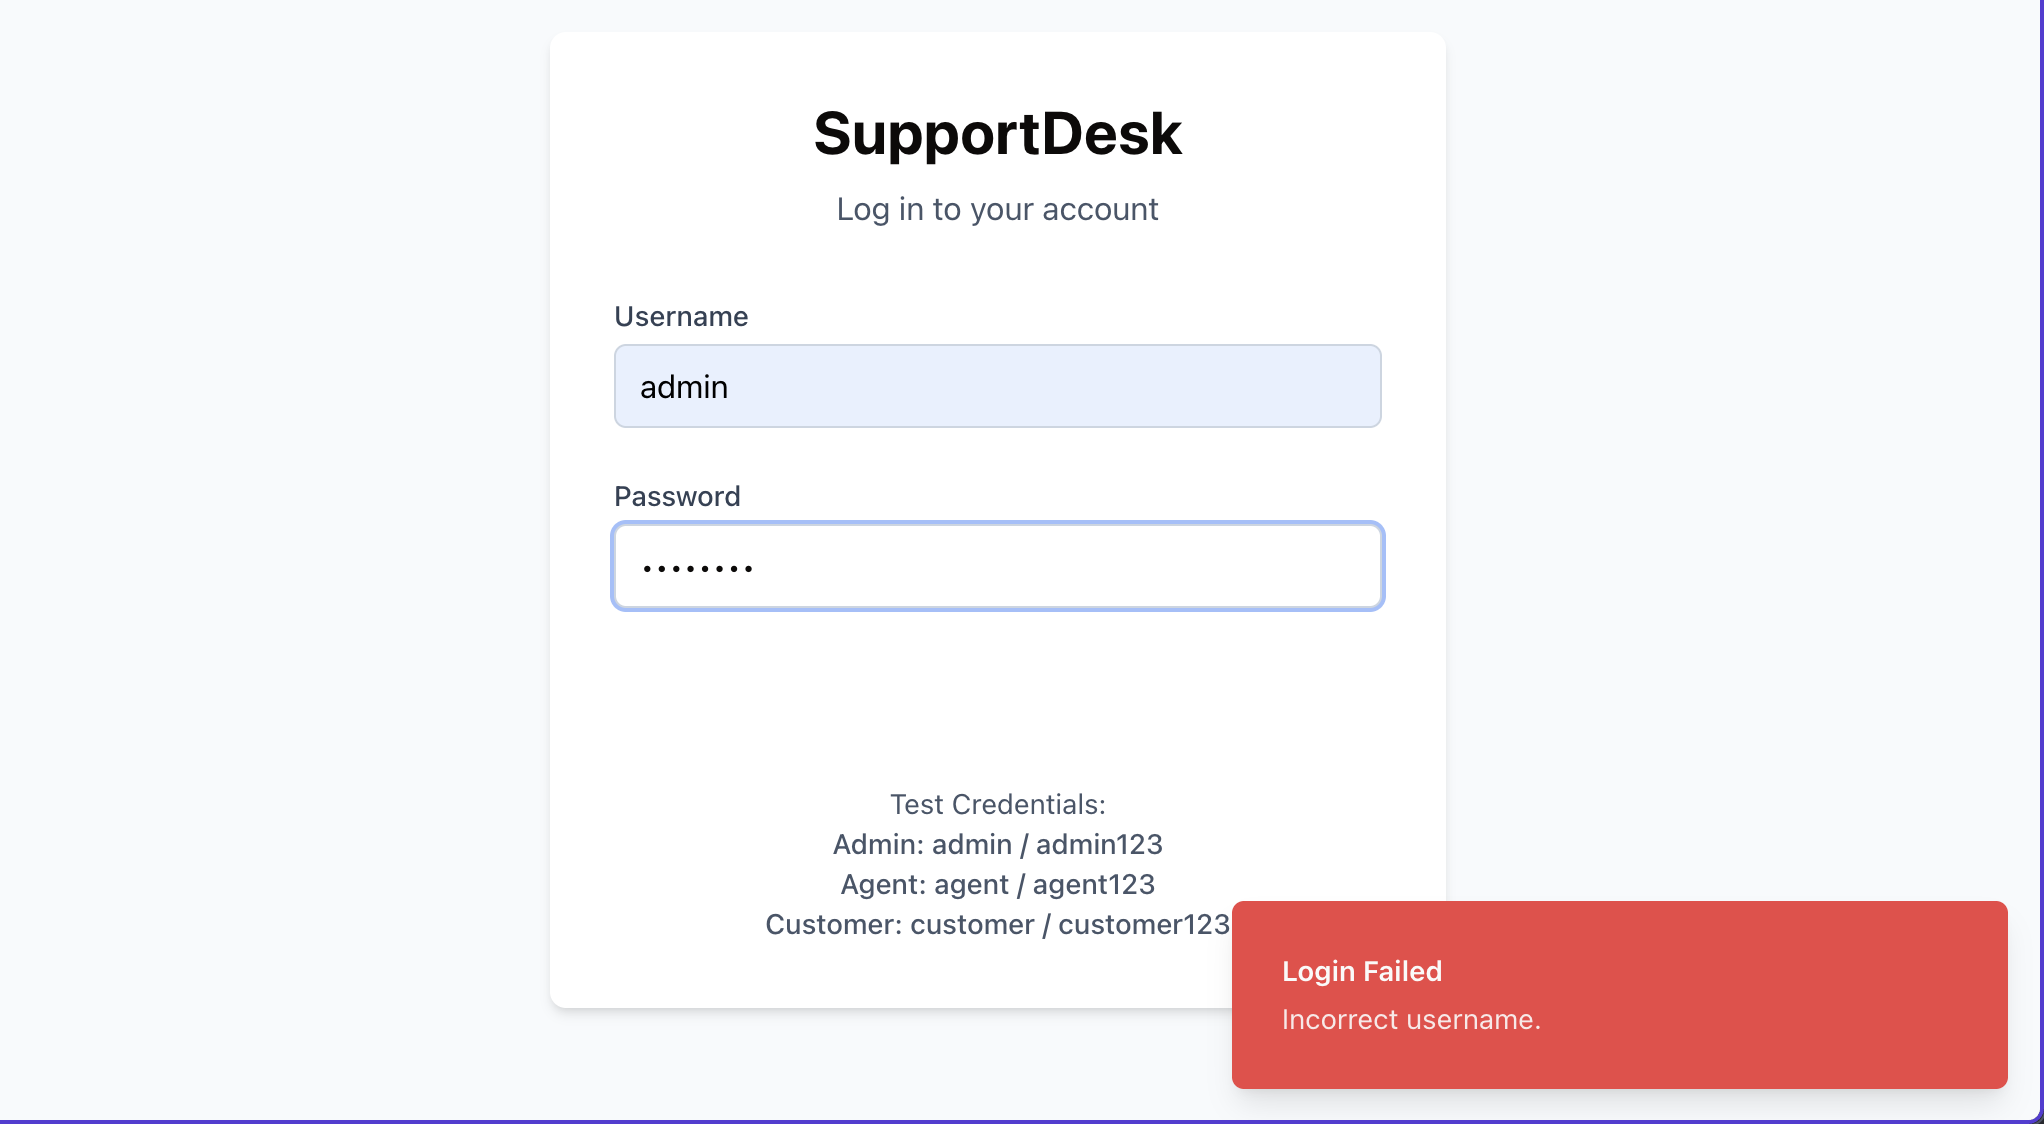 SupportDesk
Log in to your account
Username
admin
Password
••••••••
Test Credentials:
Admin: admin / admin123
Agent: agent / agent123
Customer: customer / customer123
Login Failed
Incorrect username.